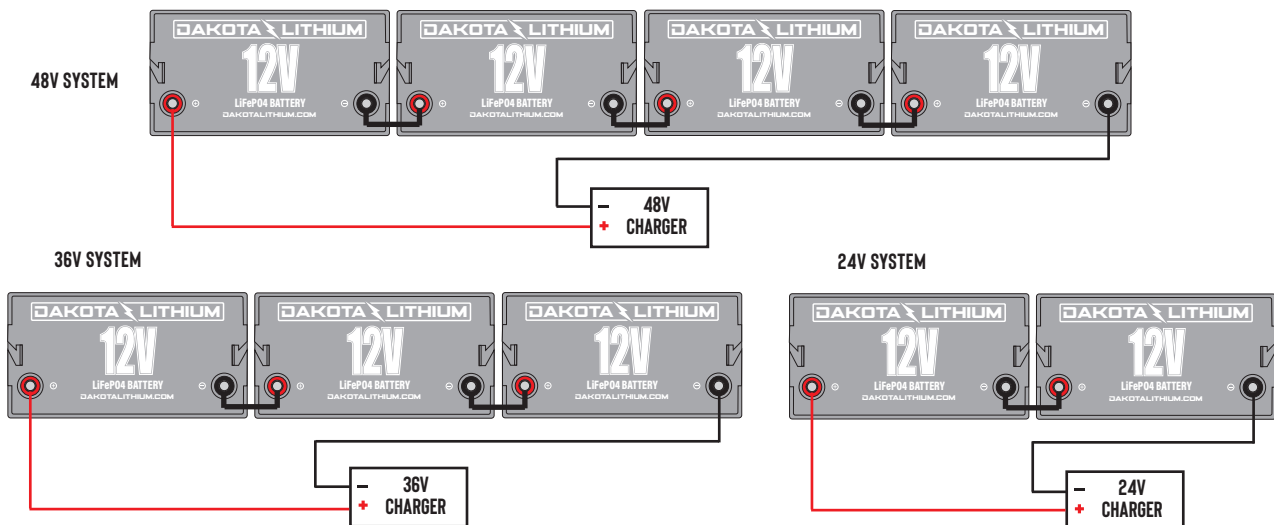 48V SYSTEM
DAKOTA LITHIUM
12V
LiFePO4 BATTERY
DAKOTALITHIUM.COM
+
−
DAKOTA LITHIUM
12V
LiFePO4 BATTERY
DAKOTALITHIUM.COM
+
−
DAKOTA LITHIUM
12V
LiFePO4 BATTERY
DAKOTALITHIUM.COM
+
−
DAKOTA LITHIUM
12V
LiFePO4 BATTERY
DAKOTALITHIUM.COM
+
−
− 48V
+ CHARGER
36V SYSTEM
DAKOTA LITHIUM
12V
LiFePO4 BATTERY
DAKOTALITHIUM.COM
+
−
DAKOTA LITHIUM
12V
LiFePO4 BATTERY
DAKOTALITHIUM.COM
+
−
DAKOTA LITHIUM
12V
LiFePO4 BATTERY
DAKOTALITHIUM.COM
+
−
− 36V
+ CHARGER
24V SYSTEM
DAKOTA LITHIUM
12V
LiFePO4 BATTERY
DAKOTALITHIUM.COM
+
−
DAKOTA LITHIUM
12V
LiFePO4 BATTERY
DAKOTALITHIUM.COM
+
−
− 24V
+ CHARGER